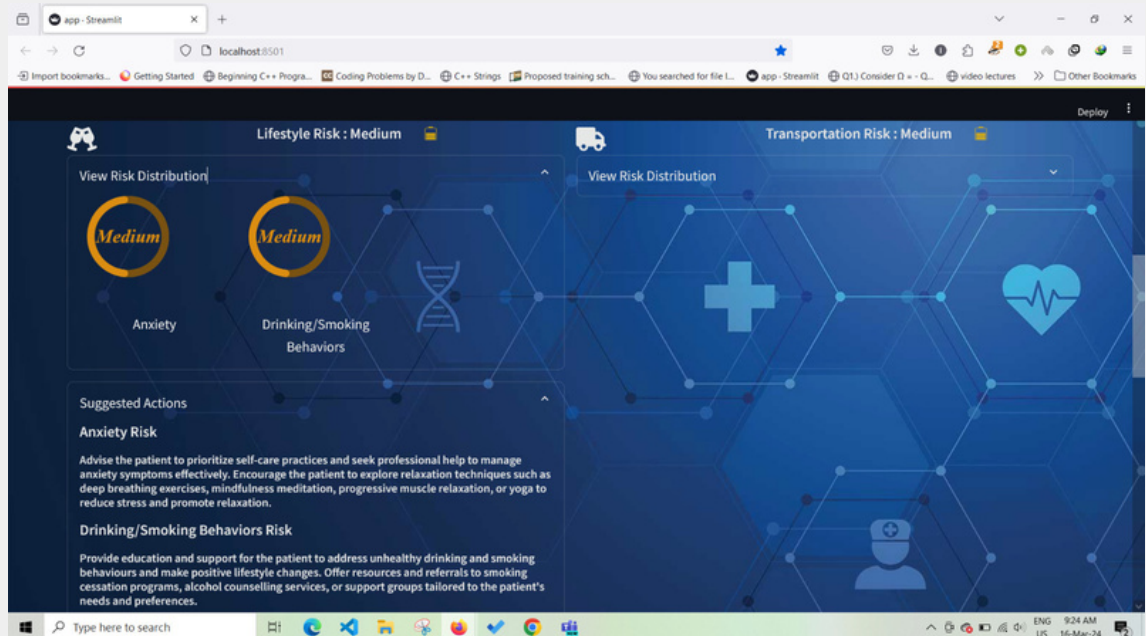 app · Streamlit
localhost:8501
Import bookmarks... Getting Started Beginning C++ Progra... Coding Problems by D... C++ Strings Proposed training sch... You searched for file l... app · Streamlit Q1.) Consider Ω = - Q... video lectures Other Bookmarks
Deploy
Lifestyle Risk : Medium
Transportation Risk : Medium
View Risk Distribution
View Risk Distribution
Medium
Medium
Anxiety
Drinking/Smoking
Behaviors
Suggested Actions
Anxiety Risk
Advise the patient to prioritize self-care practices and seek professional help to manage
anxiety symptoms effectively. Encourage the patient to explore relaxation techniques such as
deep breathing exercises, mindfulness meditation, progressive muscle relaxation, or yoga to
reduce stress and promote relaxation.
Drinking/Smoking Behaviors Risk
Provide education and support for the patient to address unhealthy drinking and smoking
behaviours and make positive lifestyle changes. Offer resources and referrals to smoking
cessation programs, alcohol counselling services, or support groups tailored to the patient's
needs and preferences.
Type here to search
ENG 9:24 AM
US 16-Mar-24